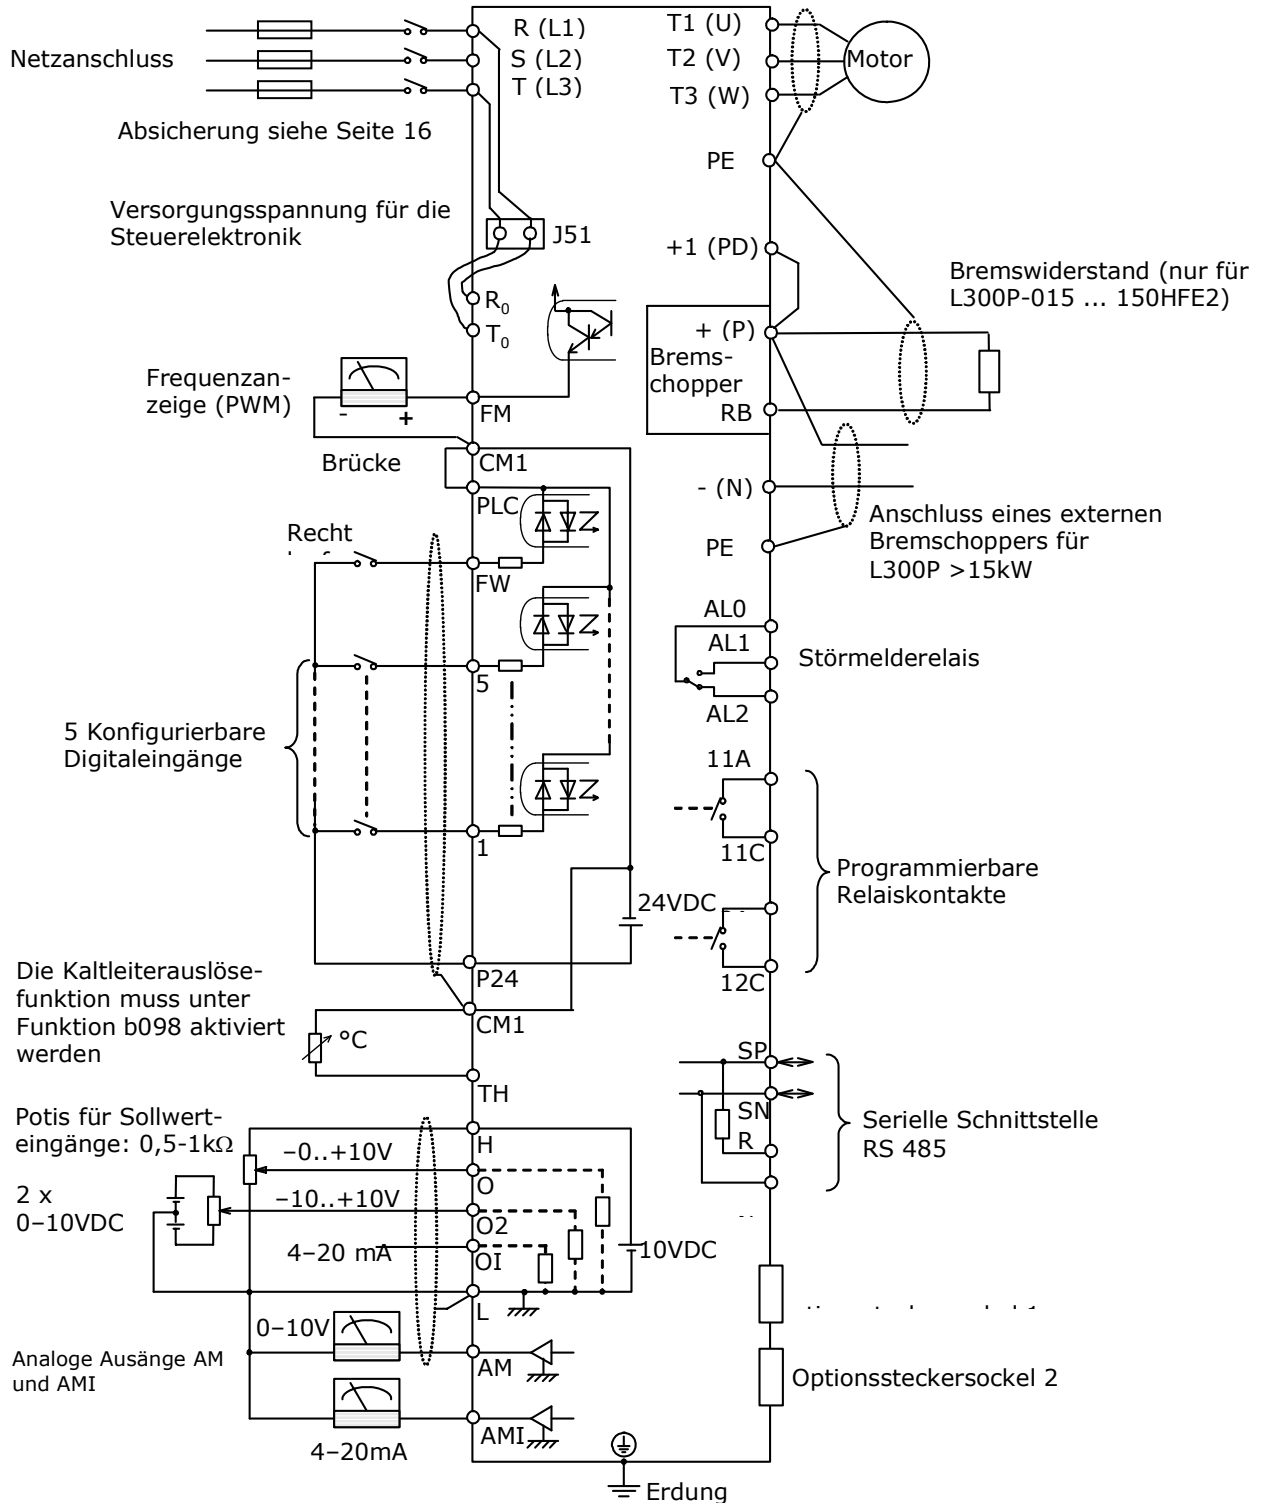 R (L1)
T1 (U)
Netzanschluss
S (L2)
T2 (V)
Motor
T (L3)
T3 (W)
Absicherung siehe Seite 16
PE
Versorgungsspannung für die
Steuerelektronik
J51
+1 (PD)
Bremswiderstand (nur für
L300P-015 ... 150HFE2)
R0
T0
+ (P)
Brems-
chopper
RB
Frequenzan-
zeige (PWM)
- +
FM
Brücke
CM1
PLC
- (N)
Anschluss eines externen
Bremschoppers für
L300P >15kW
Recht
PE
FW
AL0
AL1
Störmelderelais
5
AL2
5 Konfigurierbare
Digitaleingänge
11A
1
11C
Programmierbare
Relaiskontakte
24VDC
12C
P24
Die Kaltleiterauslöse-
funktion muss unter
Funktion b098 aktiviert
werden
CM1
°C
SP
TH
SN
R
Serielle Schnittstelle
RS 485
Potis für Sollwert-
eingänge: 0,5-1kΩ
H
–0..+10V
O
2 x
0–10VDC
–10..+10V
O2
4–20 mA
OI
10VDC
L
0–10V
Analoge Ausänge AM
und AMI
AM
Optionssteckersockel 2
AMI
4–20mA
Erdung